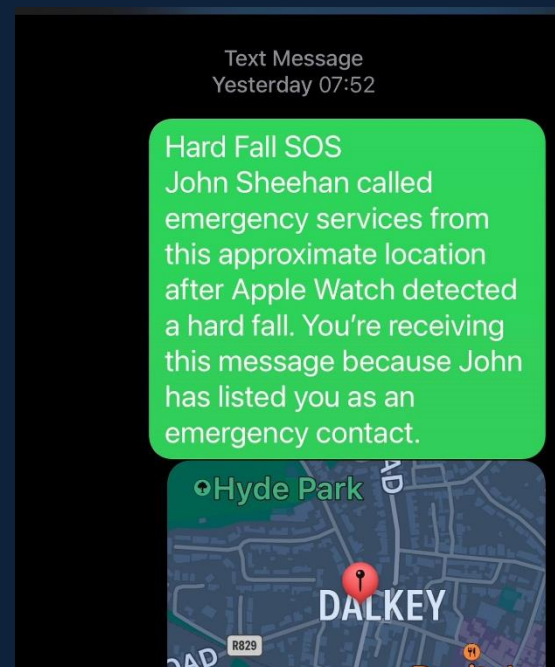 Text Message
Yesterday 07:52
Hard Fall SOS
John Sheehan called
emergency services from
this approximate location
after Apple Watch detected
a hard fall. You’re receiving
this message because John
has listed you as an
emergency contact.
AD
Hyde Park
DALKEY
R829
OAD